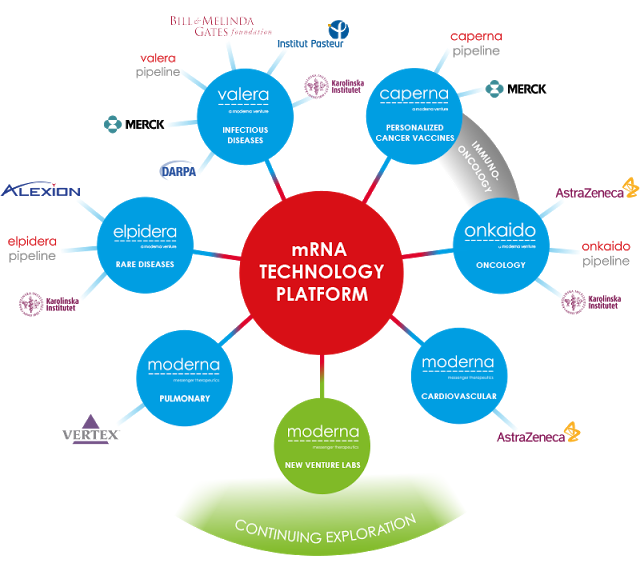 BILL & MELINDA
GATES foundation
Institut Pasteur
valera
pipeline
Karolinska
Institutet
MERCK
DARPA
valera
a moderna venture
INFECTIOUS
DISEASES
caperna
pipeline
MERCK
caperna
a moderna venture
PERSONALIZED
CANCER VACCINES
IMMUNO-
ONCOLOGY
ALEXION
elpidera
pipeline
Karolinska
Institutet
elpidera
a moderna venture
RARE DISEASES
mRNA
TECHNOLOGY
PLATFORM
onkaido
a moderna venture
ONCOLOGY
AstraZeneca
onkaido
pipeline
Karolinska
Institutet
moderna
messenger therapeutics
PULMONARY
VERTEX
moderna
messenger therapeutics
CARDIOVASCULAR
AstraZeneca
moderna
messenger therapeutics
NEW VENTURE LABS
CONTINUING EXPLORATION